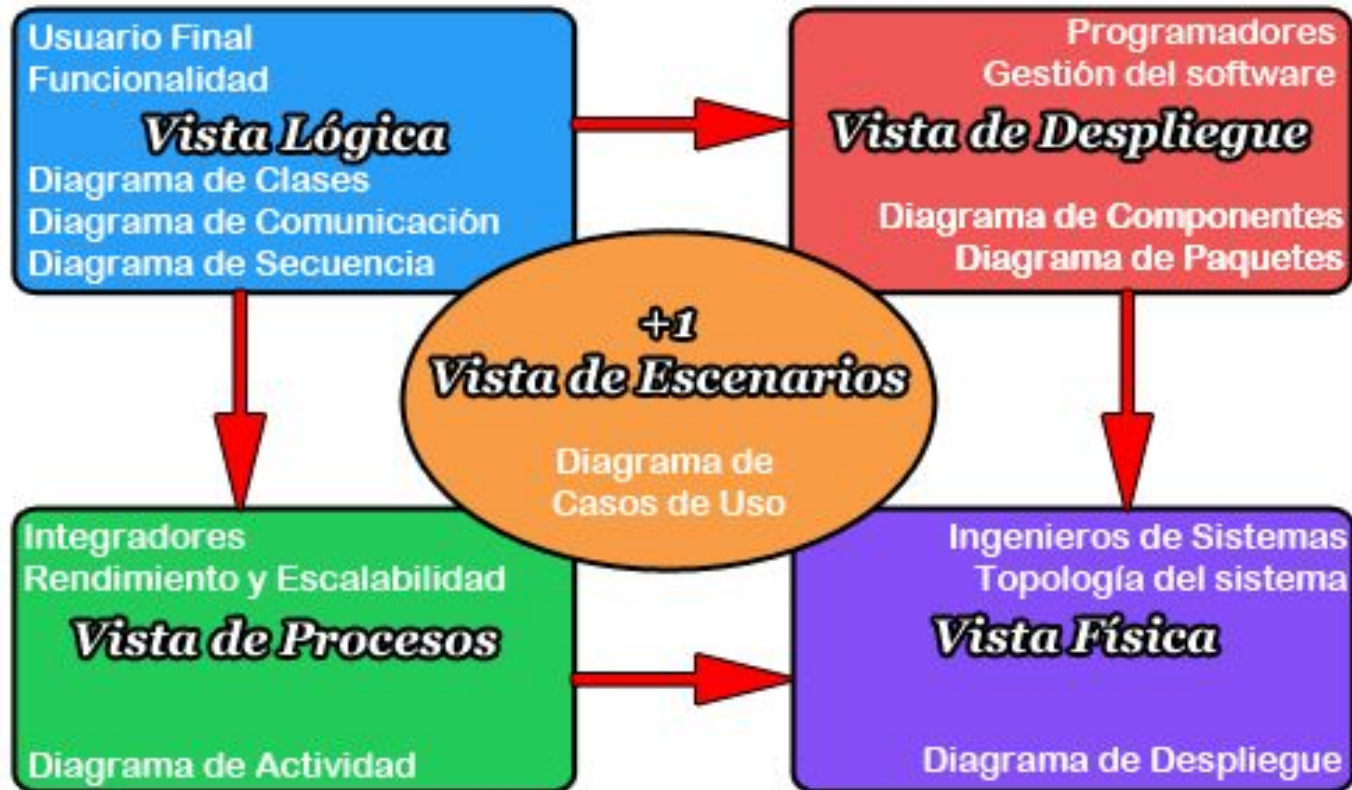 Usuario Final
Funcionalidad
Vista Lógica
Diagrama de Clases
Diagrama de Comunicación
Diagrama de Secuencia
Programadores
Gestión del software
Vista de Despliegue
Diagrama de Componentes
Diagrama de Paquetes
+1
Vista de Escenarios
Diagrama de
Casos de Uso
Integradores
Rendimiento y Escalabilidad
Vista de Procesos
Diagrama de Actividad
Ingenieros de Sistemas
Topología del sistema
Vista Física
Diagrama de Despliegue